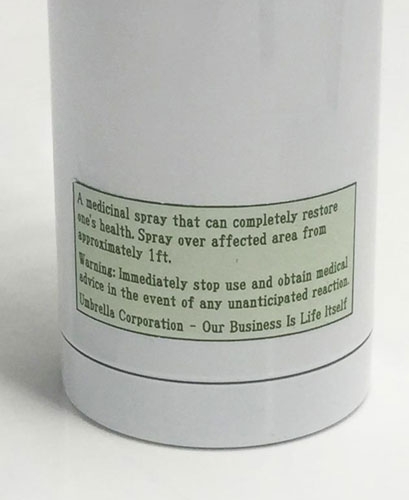 A medicinal spray that can completely restore
one's health. Spray over affected area from
approximately 1ft.
Warning: Immediately stop use and obtain medical
advice in the event of any unanticipated reaction.
Umbrella Corporation - Our Business Is Life Itself